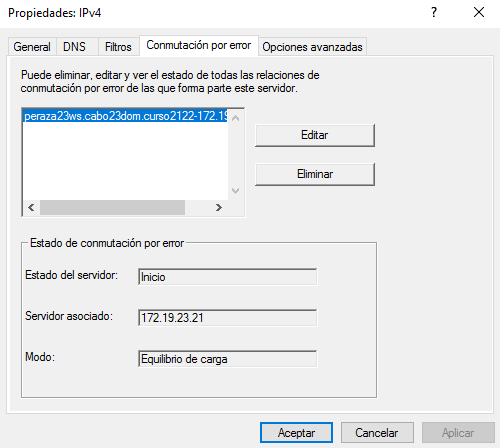 Propiedades: IPv4
?
General
DNS
Filtros
Conmutación por error
Opciones avanzadas
Puede eliminar, editar y ver el estado de todas las relaciones de
conmutación por error de las que forma parte este servidor.
peraza23ws.cabo23dom.curso2122-172.19
Editar
Eliminar
Estado de conmutación por error
Estado del servidor: Inicio
Servidor asociado: 172.19.23.21
Modo: Equilibrio de carga
Aceptar
Cancelar
Aplicar